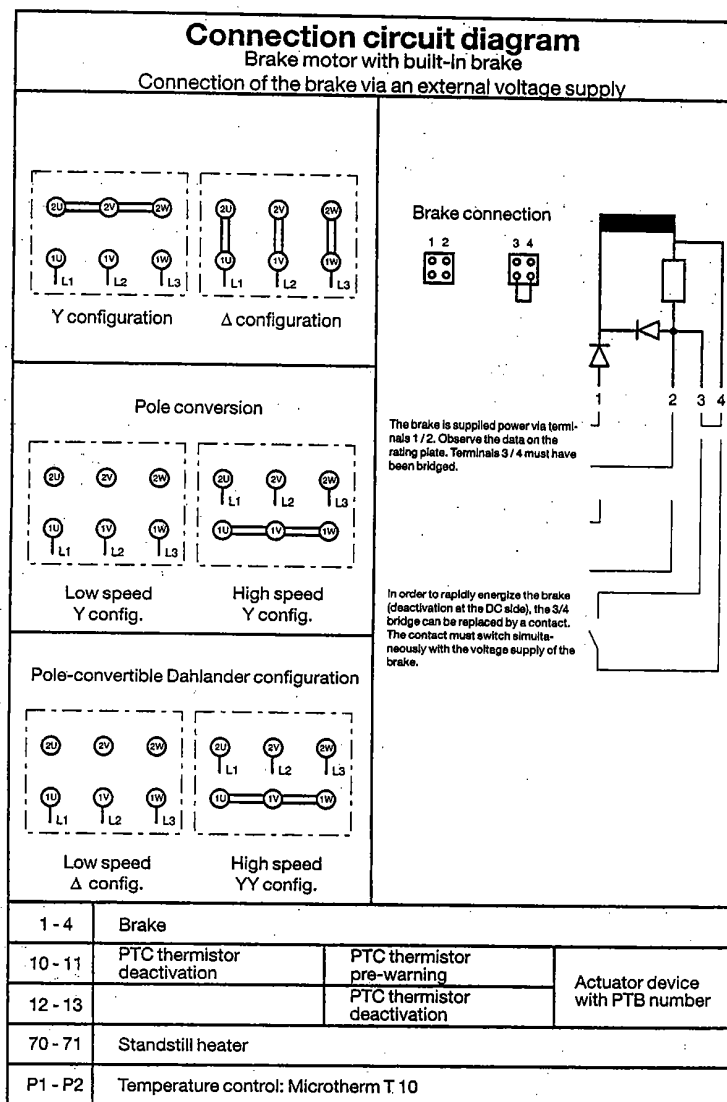 Connection circuit diagram
Brake motor with built-in brake
Connection of the brake via an external voltage supply
2U 2V 2W
1U 1V 1W
L1 L2 L3
Y configuration
2U 2V 2W
1U 1V 1W
L1 L2 L3
Δ configuration
Pole conversion
2U 2V 2W
1U 1V 1W
L1 L2 L3
Low speed
Y config.
2U 2V 2W
L1 L2 L3
1U 1V 1W
High speed
Y config.
Pole-convertible Dahlander configuration
2U 2V 2W
1U 1V 1W
L1 L2 L3
Low speed
Δ config.
2U 2V 2W
L1 L2 L3
1U 1V 1W
High speed
YY config.
Brake connection
1 2
3 4
1 2 3 4
The brake is supplied power via termi-
nals 1 / 2. Observe the data on the
rating plate. Terminals 3 / 4 must have
been bridged.
In order to rapidly energize the brake
(deactivation at the DC side), the 3/4
bridge can be replaced by a contact.
The contact must switch simulta-
neously with the voltage supply of the
brake.
1 - 4 Brake
10 - 11 PTC thermistor
deactivation
PTC thermistor
pre-warning
Actuator device
with PTB number
12 - 13 PTC thermistor
deactivation
70 - 71 Standstill heater
P1 - P2 Temperature control: Microtherm T 10